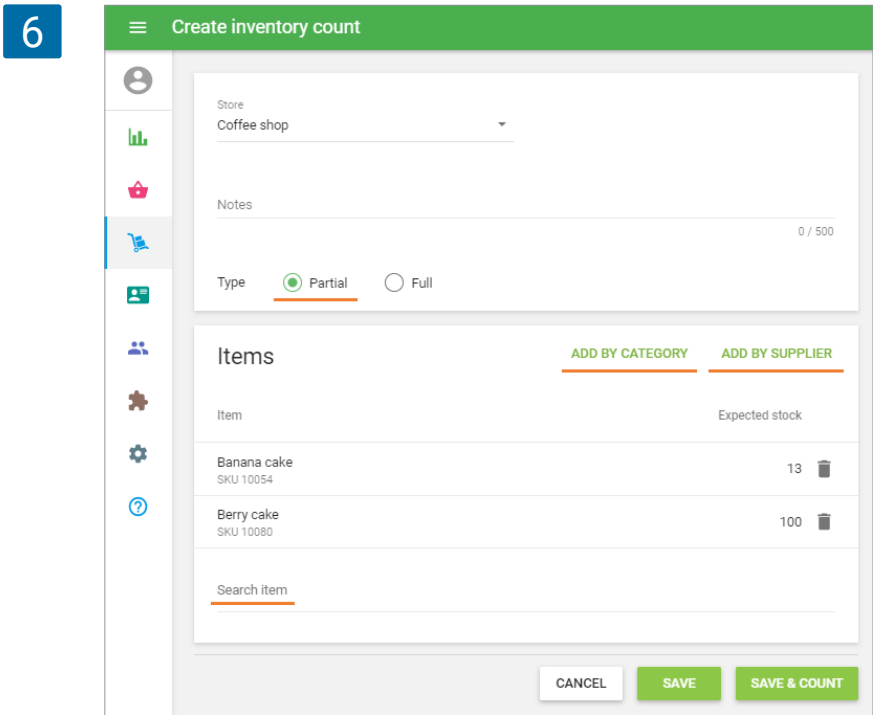 6
Create inventory count
Store
Coffee shop
Notes
0 / 500
Type Partial Full
Items ADD BY CATEGORY ADD BY SUPPLIER
Item Expected stock
Banana cake
SKU 10054
13
Berry cake
SKU 10080
100
Search item
CANCEL SAVE SAVE & COUNT